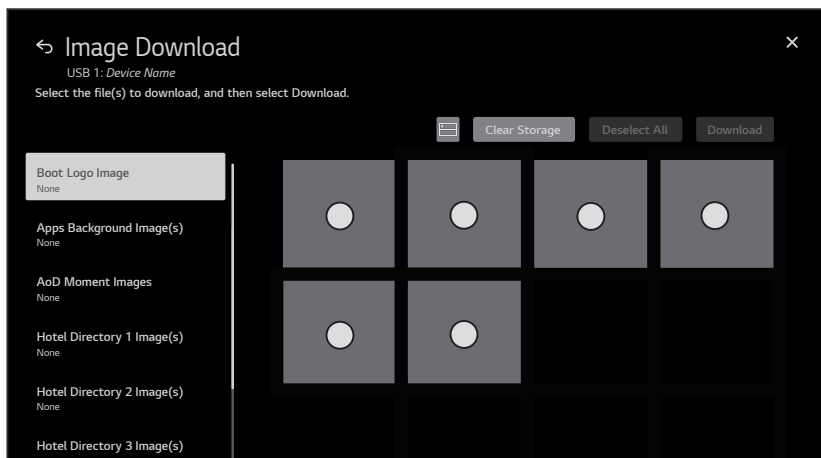 Image Download
USB 1: Device Name
Select the file(s) to download, and then select Download.
Clear Storage
Deselect All
Download
Boot Logo Image
None
Apps Background Image(s)
None
AoD Moment Images
None
Hotel Directory 1 Image(s)
None
Hotel Directory 2 Image(s)
None
Hotel Directory 3 Image(s)